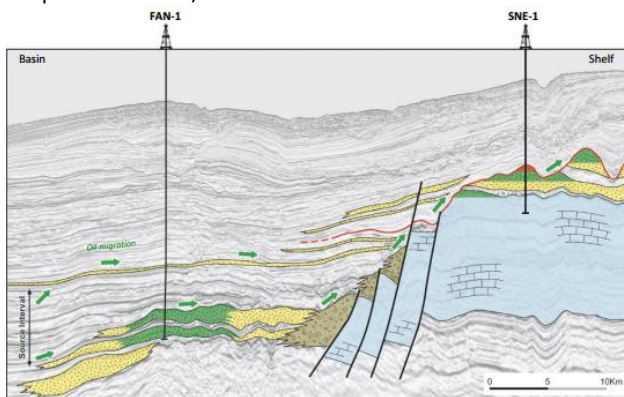 FAN-1
SNE-1
Basin
Shelf
Oil migration
Source Interval
0 5 10Km